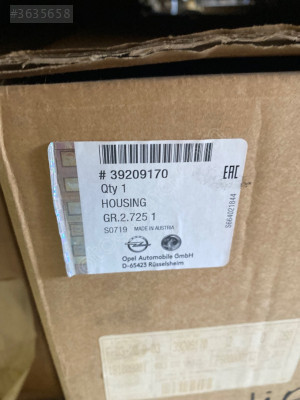 #3635658
# 39209170
Qty 1
HOUSING
GR.2.725 1
S0719 MADE IN AUSTRIA
Opel Automobile GmbH
D-65423 Rüsselsheim
EAC
9864021844